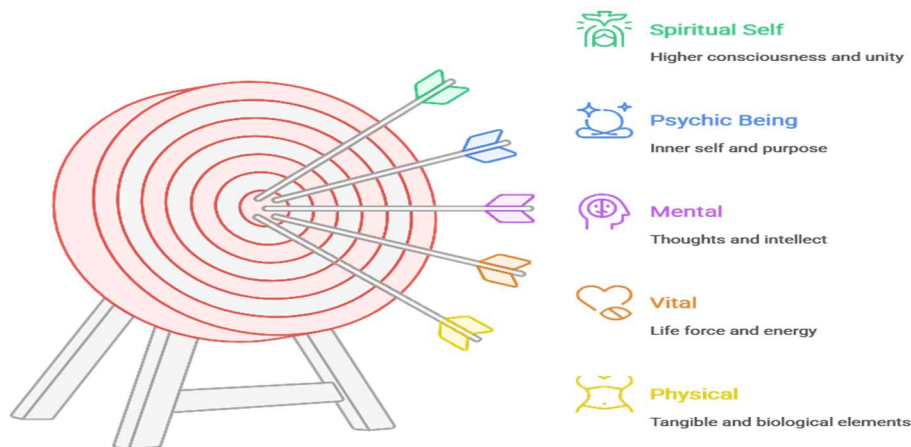 Spiritual Self
Higher consciousness and unity
Psychic Being
Inner self and purpose
Mental
Thoughts and intellect
Vital
Life force and energy
Physical
Tangible and biological elements